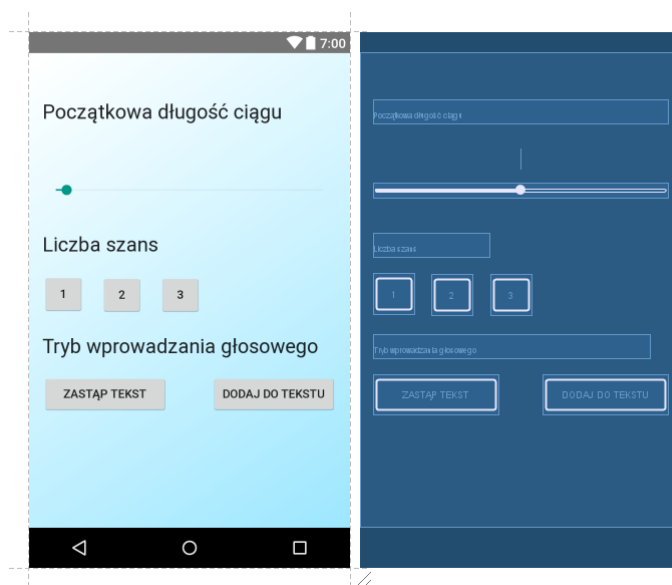 7:00
Początkowa długość ciągu
Liczba szans
1 2 3
Tryb wprowadzania głosowego
ZASTĄP TEKST DODAJ DO TEKSTU
Początkowa długość ciągu
Liczba szans
1 2 3
Tryb wprowadzania głosowego
ZASTĄP TEKST DODAJ DO TEKSTU